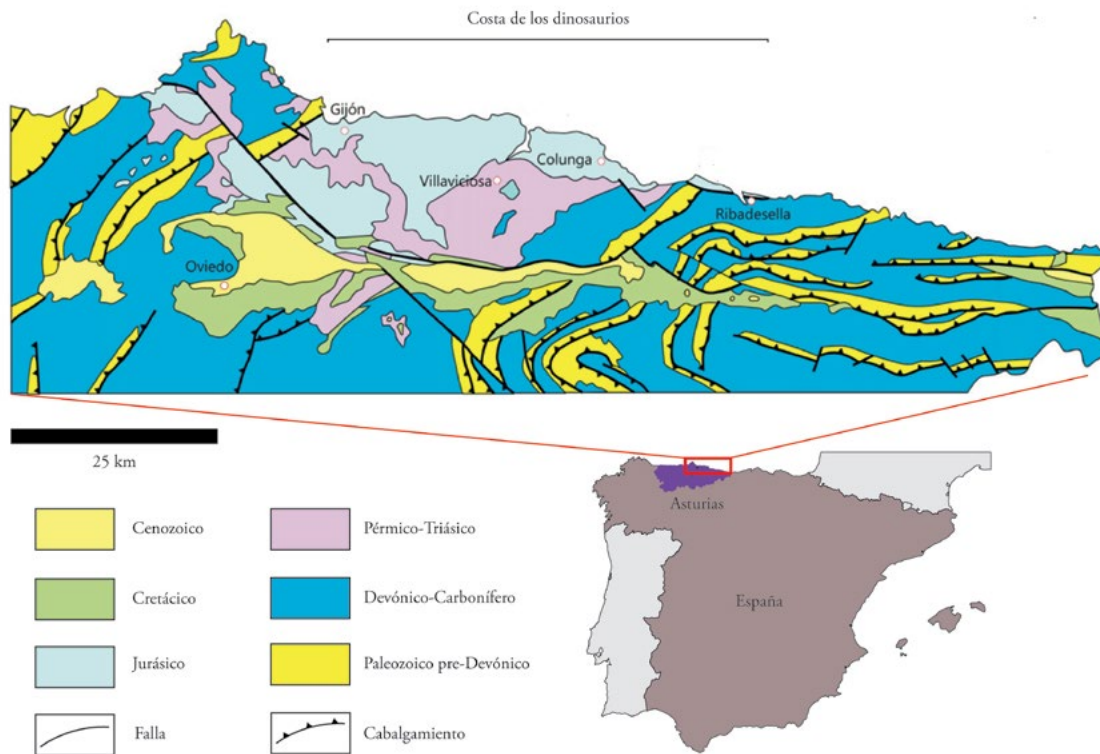 Costa de los dinosaurios
Gijón
Colunga
Villaviciosa
Ribadesella
Oviedo
25 km
Asturias
España
Cenozoico
Pérmico-Triásico
Cretácico
Devónico-Carbonífero
Jurásico
Paleozoico pre-Devónico
Falla
Cabalgamiento